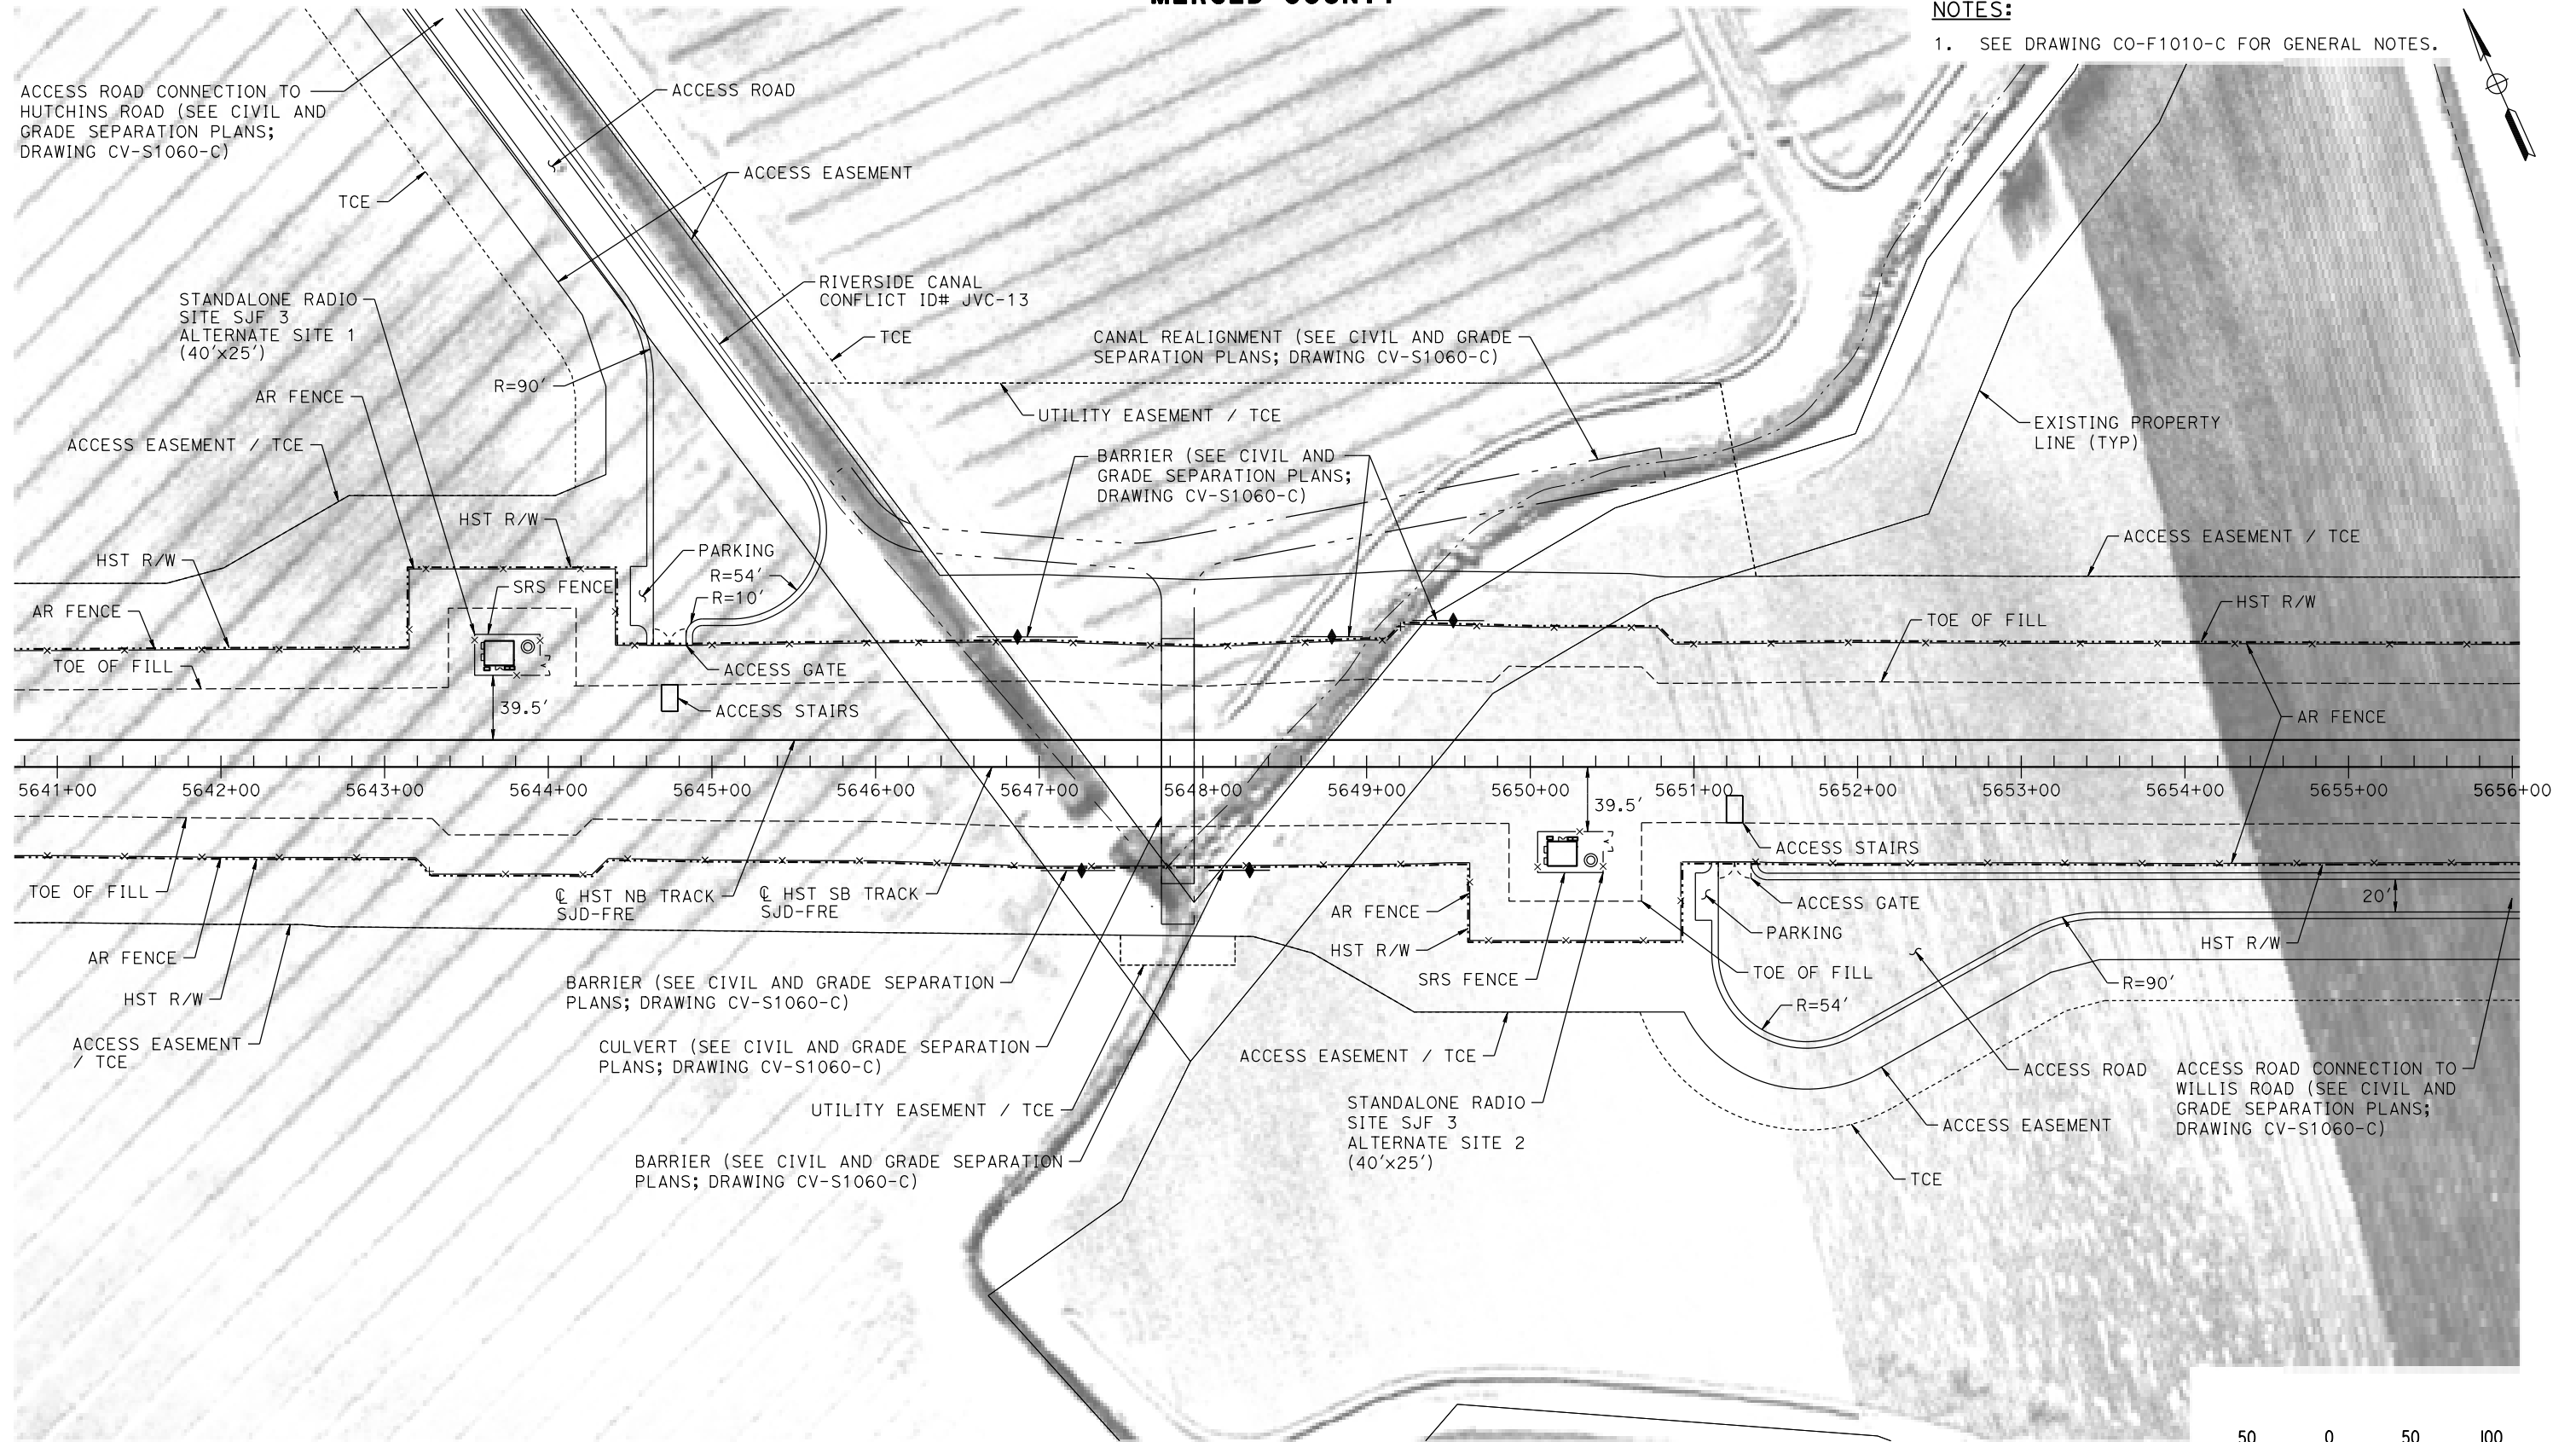 MERCED COUNTY
NOTES:
1. SEE DRAWING CO-F1010-C FOR GENERAL NOTES.
ACCESS ROAD CONNECTION TO
HUTCHINS ROAD (SEE CIVIL AND
GRADE SEPARATION PLANS;
DRAWING CV-S1060-C)
ACCESS ROAD
ACCESS EASEMENT
TCE
RIVERSIDE CANAL
CONFLICT ID# JVC-13
STANDALONE RADIO
SITE SJF 3
ALTERNATE SITE 1
(40'x25')
TCE
CANAL REALIGNMENT (SEE CIVIL AND GRADE
SEPARATION PLANS; DRAWING CV-S1060-C)
R=90'
AR FENCE
UTILITY EASEMENT / TCE
EXISTING PROPERTY
LINE (TYP)
ACCESS EASEMENT / TCE
BARRIER (SEE CIVIL AND
GRADE SEPARATION PLANS;
DRAWING CV-S1060-C)
HST R/W
ACCESS EASEMENT / TCE
HST R/W
PARKING
R=54'
R=10'
SRS FENCE
AR FENCE
HST R/W
TOE OF FILL
TOE OF FILL
ACCESS GATE
39.5'
ACCESS STAIRS
AR FENCE
5641+00 5642+00 5643+00 5644+00 5645+00 5646+00 5647+00 5648+00 5649+00 5650+00 5651+00 5652+00 5653+00 5654+00 5655+00 5656+00
39.5'
ACCESS STAIRS
TOE OF FILL
℄ HST NB TRACK
SJD-FRE
℄ HST SB TRACK
SJD-FRE
20'
ACCESS GATE
AR FENCE
PARKING
HST R/W
HST R/W
AR FENCE
TOE OF FILL
SRS FENCE
R=90'
BARRIER (SEE CIVIL AND GRADE SEPARATION
PLANS; DRAWING CV-S1060-C)
HST R/W
R=54'
ACCESS EASEMENT
/ TCE
CULVERT (SEE CIVIL AND GRADE SEPARATION
PLANS; DRAWING CV-S1060-C)
ACCESS EASEMENT / TCE
ACCESS ROAD
ACCESS ROAD CONNECTION TO
WILLIS ROAD (SEE CIVIL AND
GRADE SEPARATION PLANS;
DRAWING CV-S1060-C)
UTILITY EASEMENT / TCE
STANDALONE RADIO
SITE SJF 3
ALTERNATE SITE 2
(40'x25')
ACCESS EASEMENT
BARRIER (SEE CIVIL AND GRADE SEPARATION
PLANS; DRAWING CV-S1060-C)
TCE
50 0 50 100